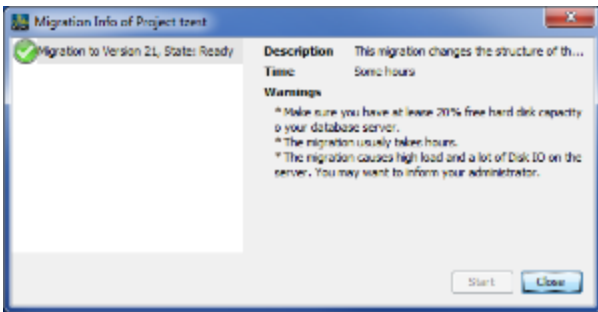 Migration Info of Project tzent
Migration to Version 21, State: Ready
Description This migration changes the structure of th...
Time Some hours
Warnings
* Make sure you have at lease 20% free hard disk capacity
o your database server.
* The migration usualy takes hours.
* The migration causes high load and a lot of Disk IO on the
server. You may want to inform your administrator.
Start Close